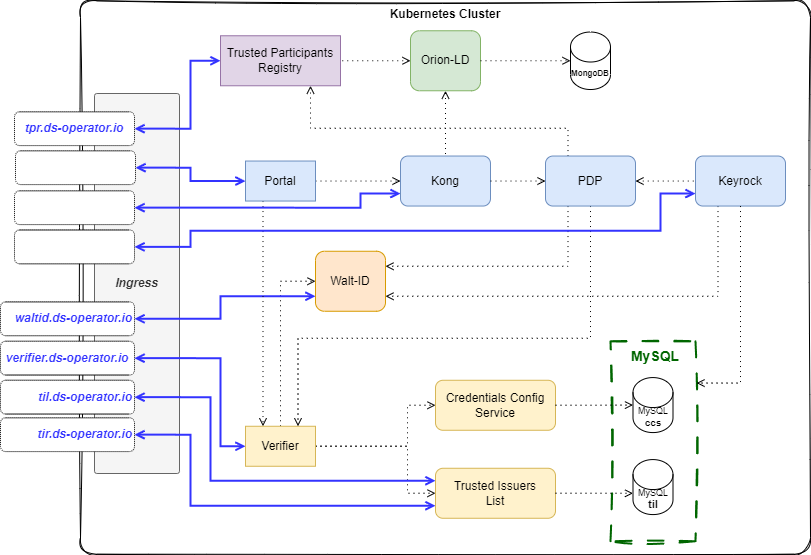 Kubernetes Cluster
Trusted Participants
Registry
Orion-LD
MongoDB
tpr.ds-operator.io
Portal
Kong
PDP
Keyrock
Ingress
Walt-ID
waltid.ds-operator.io
verifier.ds-operator.io
MySQL
til.ds-operator.io
Credentials Config
Service
MySQL
ccs
tir.ds-operator.io
Verifier
Trusted Issuers
List
MySQL
til